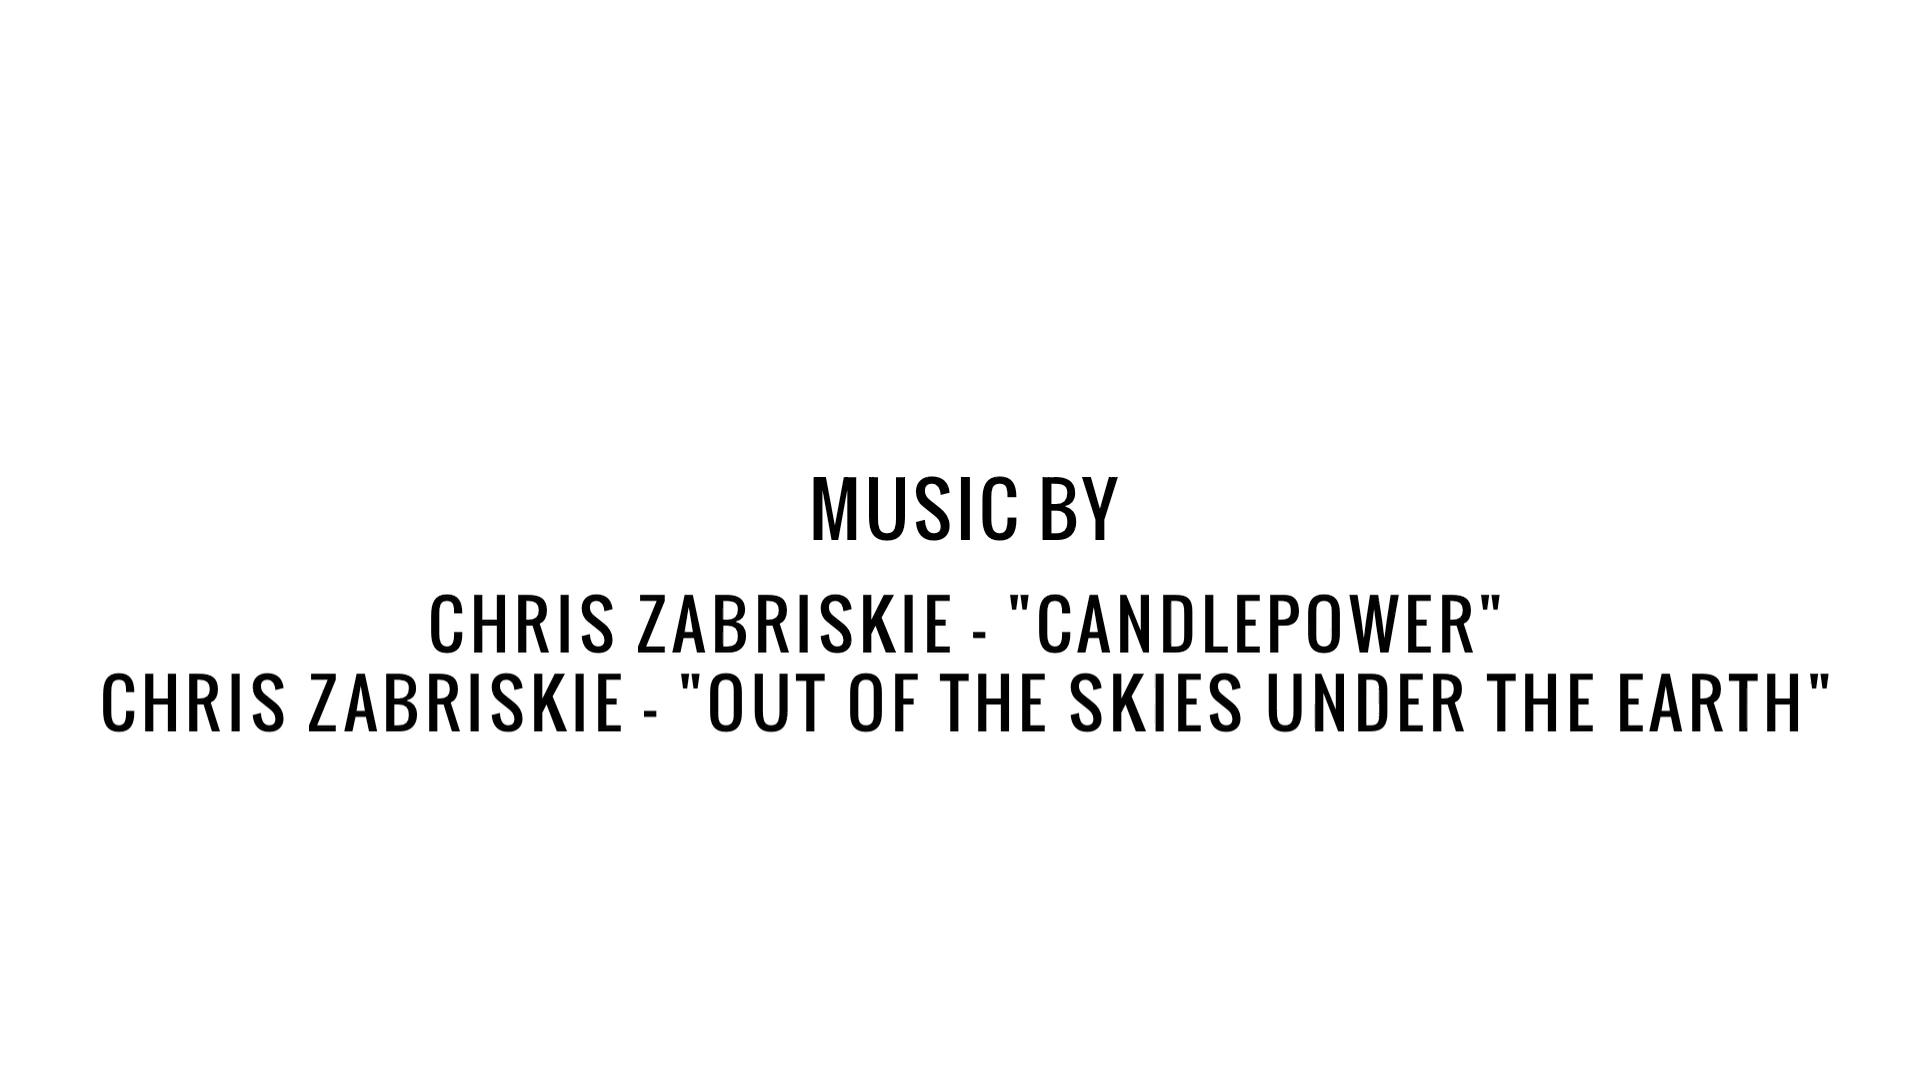 MUSIC BY
CHRIS ZABRISKIE - "CANDLEPOWER"
CHRIS ZABRISKIE - "OUT OF THE SKIES UNDER THE EARTH"